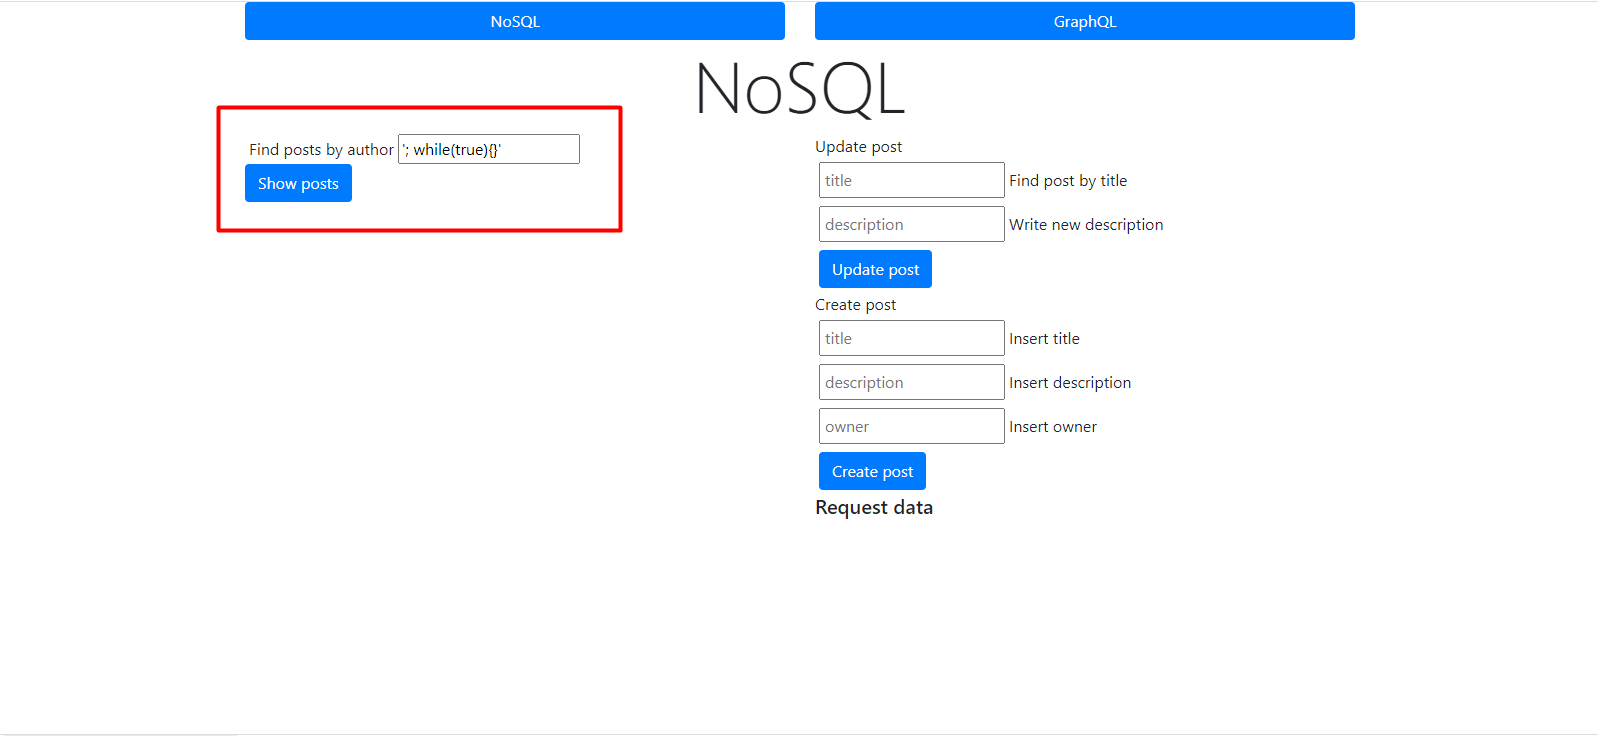 NoSQL
GraphQL
NoSQL
Find posts by author '; while(true){}'
Show posts
Update post
title Find post by title
description Write new description
Update post
Create post
title Insert title
description Insert description
owner Insert owner
Create post
Request data